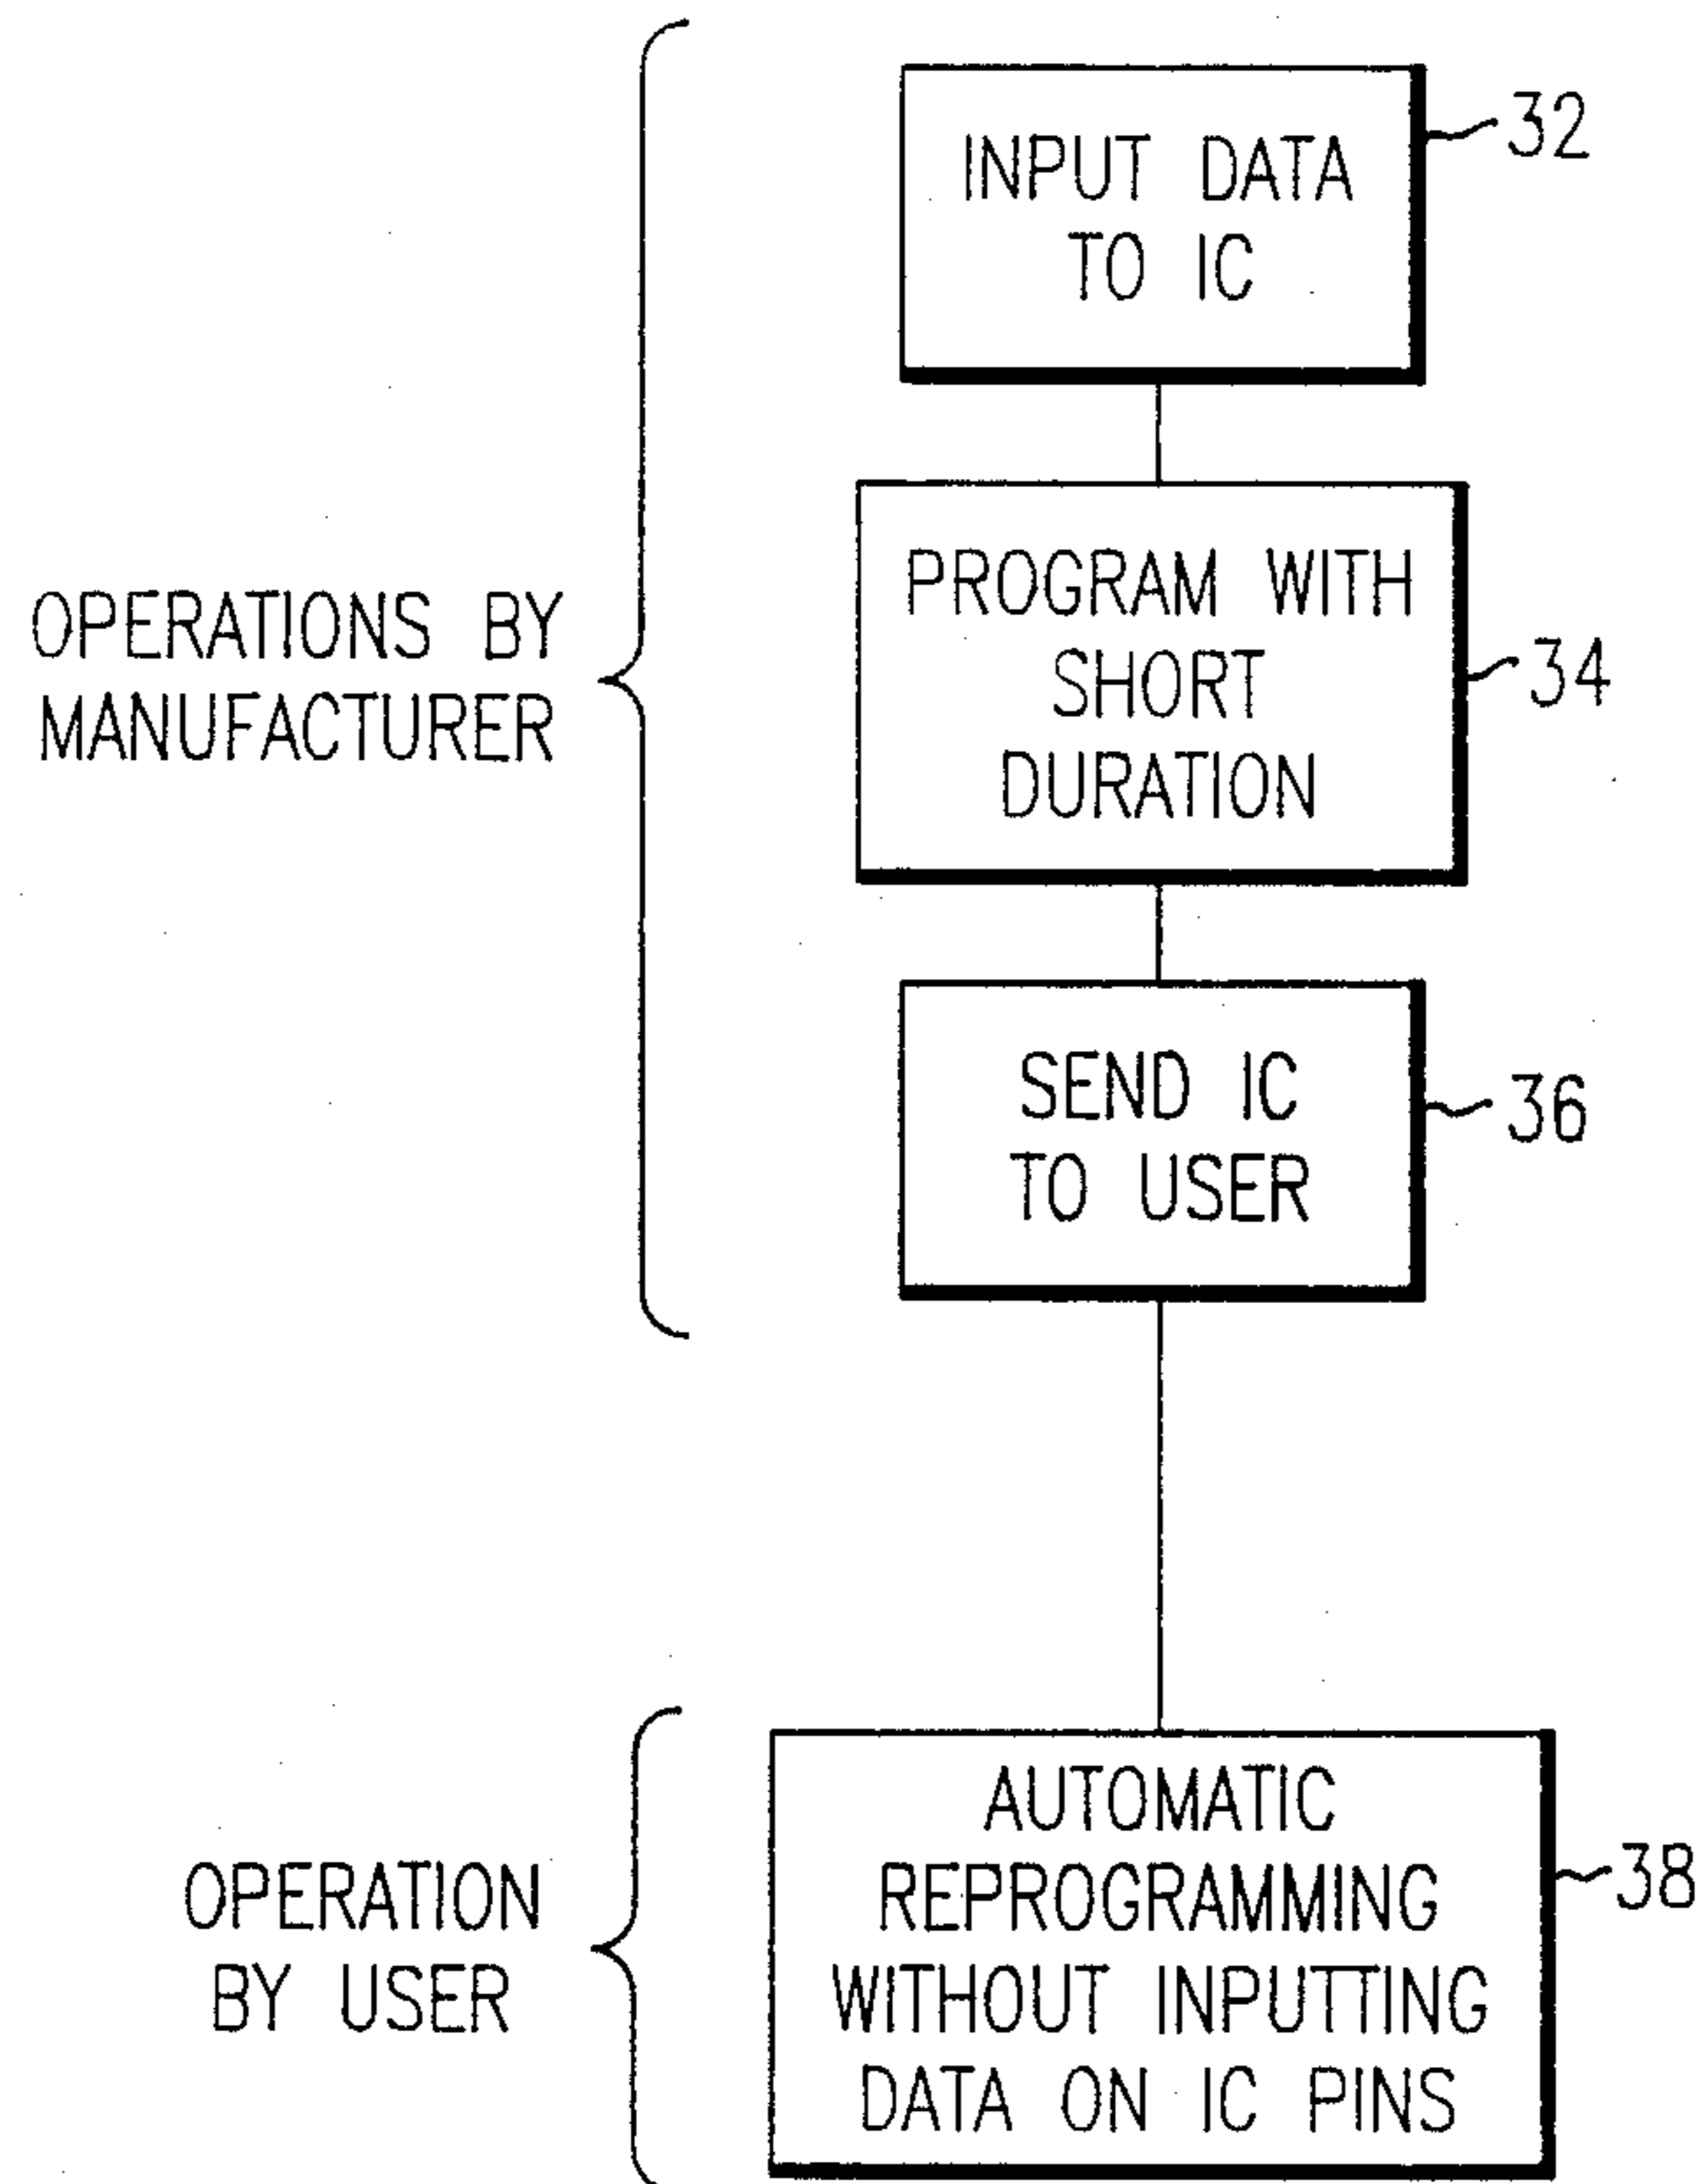 INPUT DATA
TO IC
32
OPERATIONS BY
MANUFACTURER
PROGRAM WITH
SHORT
DURATION
34
SEND IC
TO USER
36
OPERATION
BY USER
AUTOMATIC
REPROGRAMMING
WITHOUT INPUTTING
DATA ON IC PINS
38